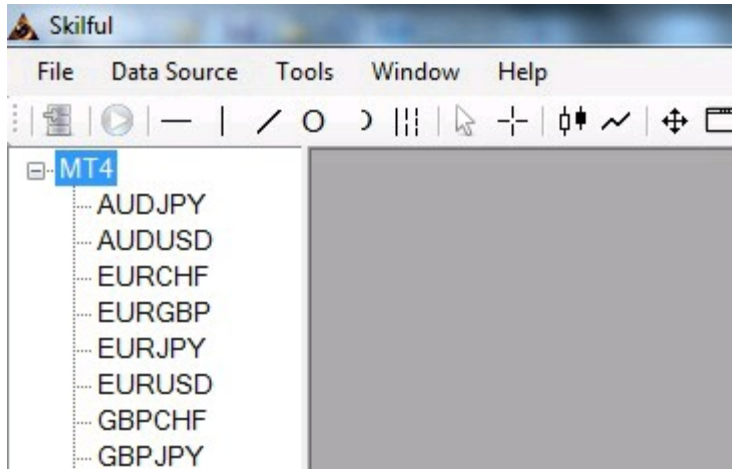 Skilful
File Data Source Tools Window Help
MT4
AUDJPY
AUDUSD
EURCHF
EURGBP
EURJPY
EURUSD
GBPCHF
GBPJPY